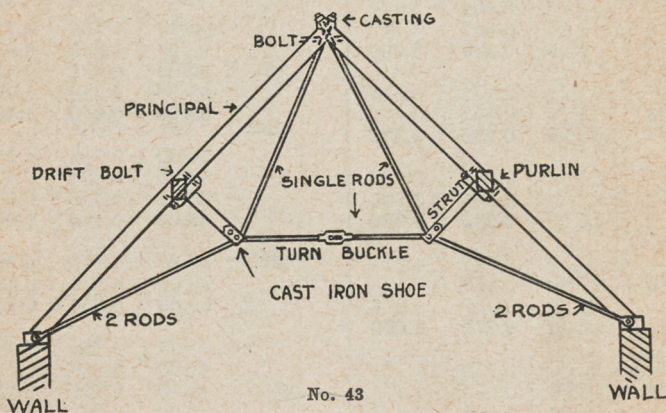 CASTING
BOLT
PRINCIPAL
DRIFT BOLT
SINGLE RODS
STRUT
PURLIN
TURN BUCKLE
CAST IRON SHOE
2 RODS
2 RODS
WALL
No. 43
WALL